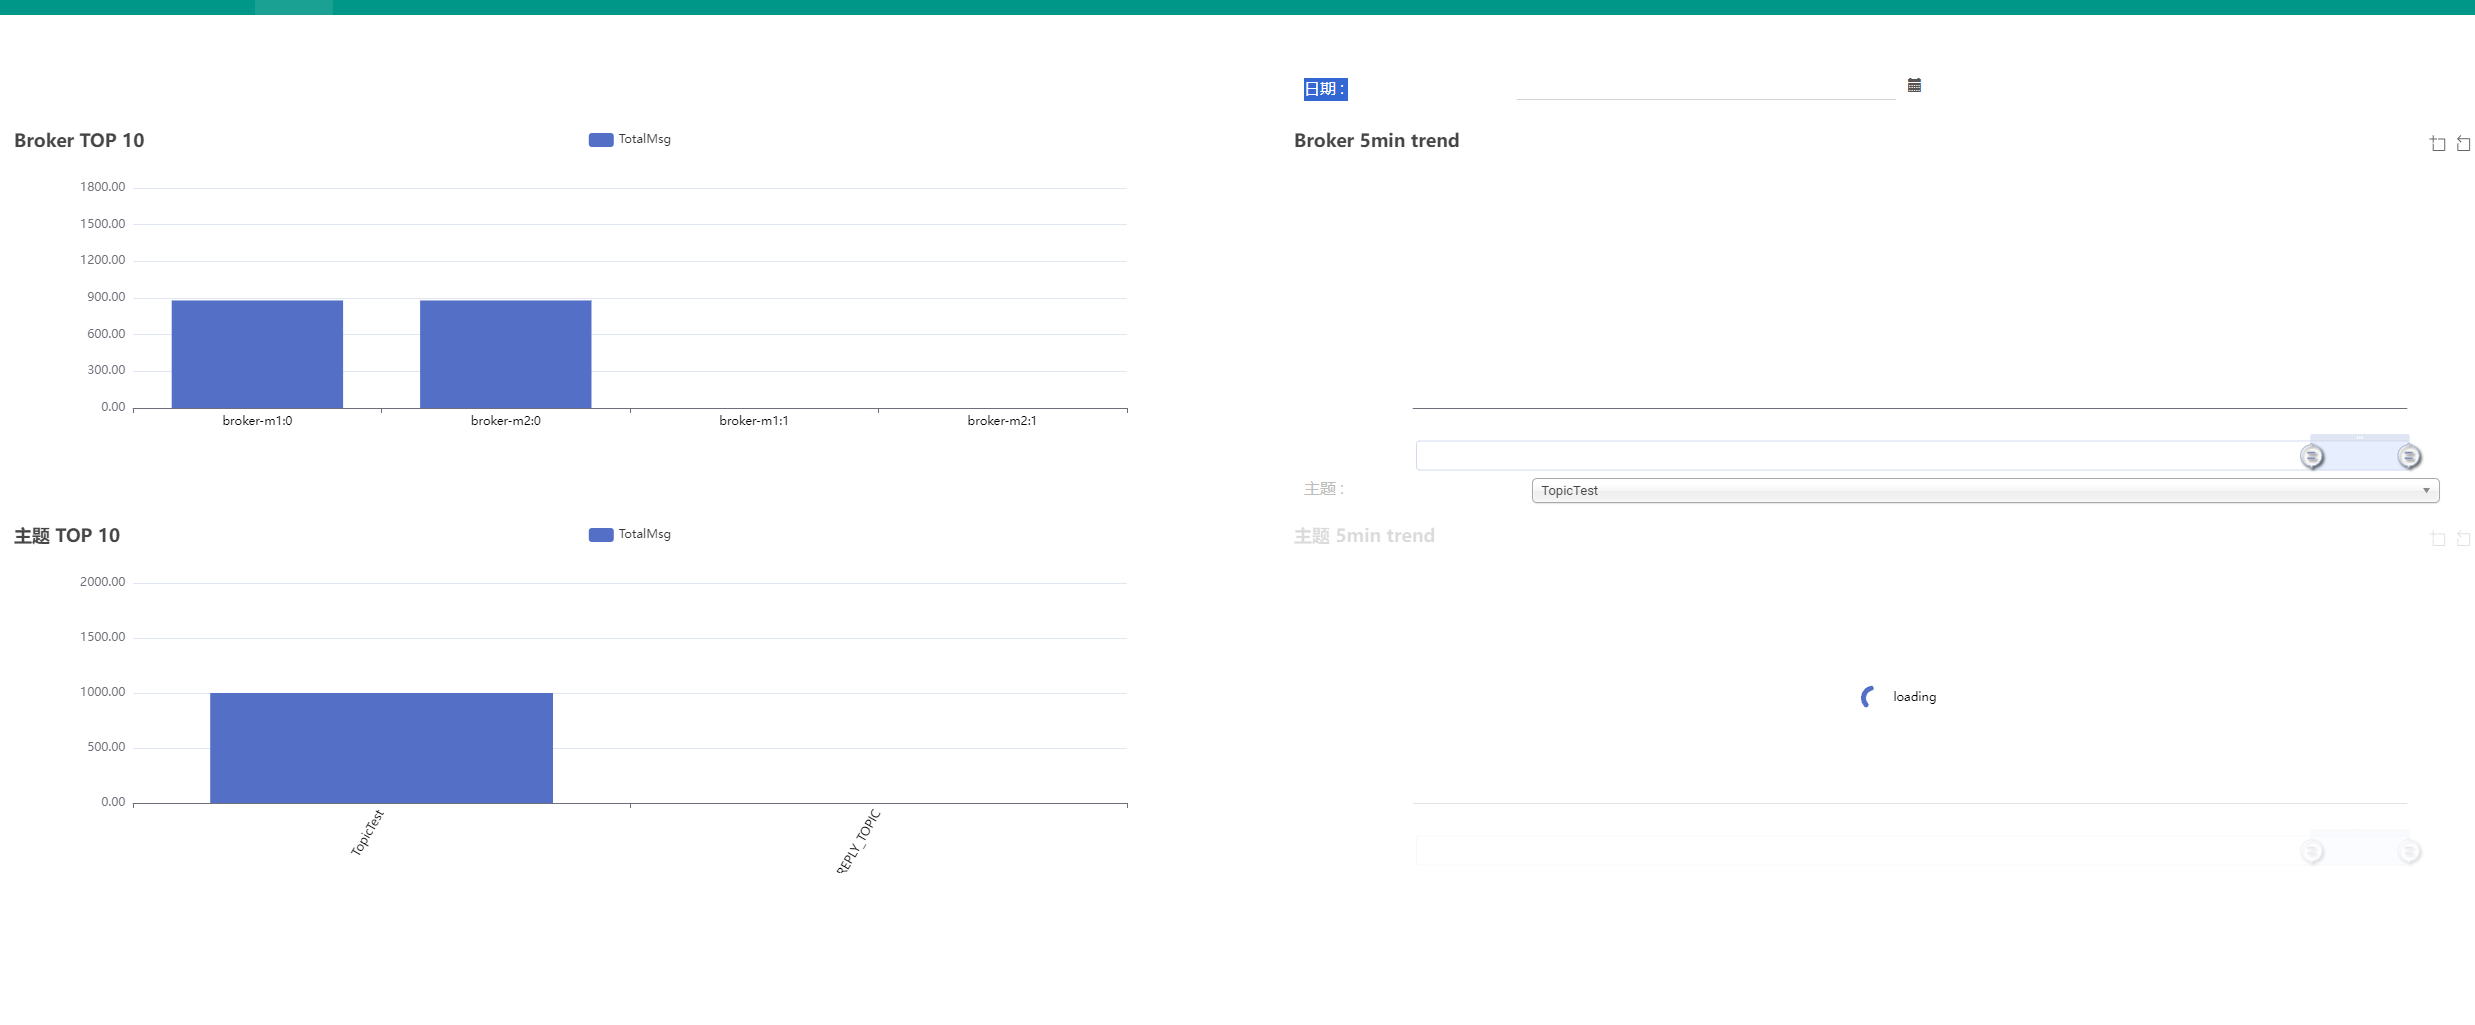 日期 :
Broker TOP 10
TotalMsg
1800.00
1500.00
1200.00
900.00
600.00
300.00
0.00
broker-m1:0
broker-m2:0
broker-m1:1
broker-m2:1
Broker 5min trend
主题 :
TopicTest
主题 TOP 10
TotalMsg
2000.00
1500.00
1000.00
500.00
0.00
TopicTest
REPLY_TOPIC
主题 5min trend
loading